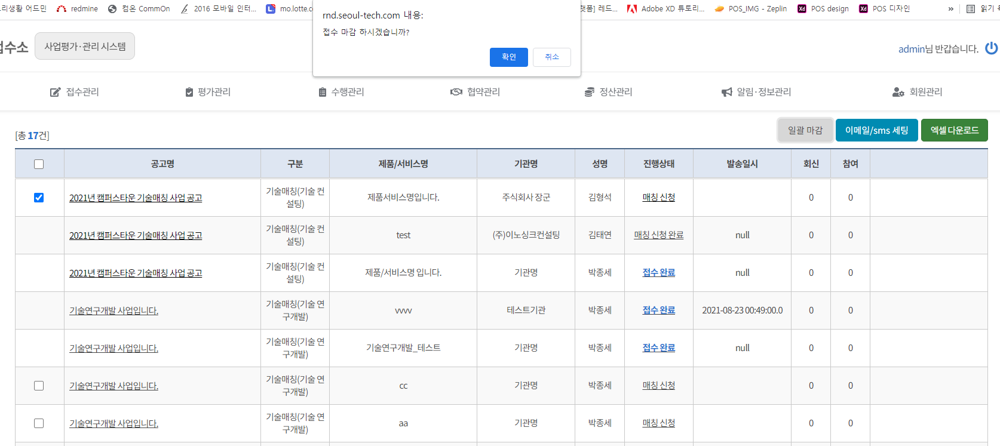 리생활 어드민 redmine 컴온 CommOn 2016 모바일 인터... mo.lotte.c 랫폼] 레드... Adobe XD 튜토리... POS_IMG - Zeplin POS design POS 디자인 » 읽기
rnd.seoul-tech.com 내용:
접수 마감 하시겠습니까?
확인 취소
접수소 사업평가·관리 시스템 admin님 반갑습니다.
접수관리 평가관리 수행관리 협약관리 정산관리 알림·정보관리 회원관리
[총 17건] 일괄 마감 이메일/sms 세팅 엑셀 다운로드
공고명 구분 제품/서비스명 기관명 성명 진행상태 발송일시 회신 참여
2021년 캠퍼스타운 기술매칭 사업 공고 기술매칭(기술 컨설팅) 제품서비스명입니다. 주식회사 장군 김형석 매칭 신청 0 0
2021년 캠퍼스타운 기술매칭 사업 공고 기술매칭(기술 컨설팅) test (주)이노싱크컨설팅 김태연 매칭 신청 완료 null 0 0
2021년 캠퍼스타운 기술매칭 사업 공고 기술매칭(기술 컨설팅) 제품/서비스명 입니다. 기관명 박종세 접수 완료 null 0 0
기술연구개발 사업입니다. 기술매칭(기술 연구개발) vvvv 테스트기관 박종세 접수 완료 2021-08-23 00:49:00.0 0 0
기술연구개발 사업입니다. 기술매칭(기술 연구개발) 기술연구개발_테스트 기관명 박종세 접수 완료 null 0 0
기술연구개발 사업입니다. 기술매칭(기술 연구개발) cc 기관명 박종세 매칭 신청 0 0
기술연구개발 사업입니다. 기술매칭(기술 연구개발) aa 기관명 박종세 매칭 신청 0 0